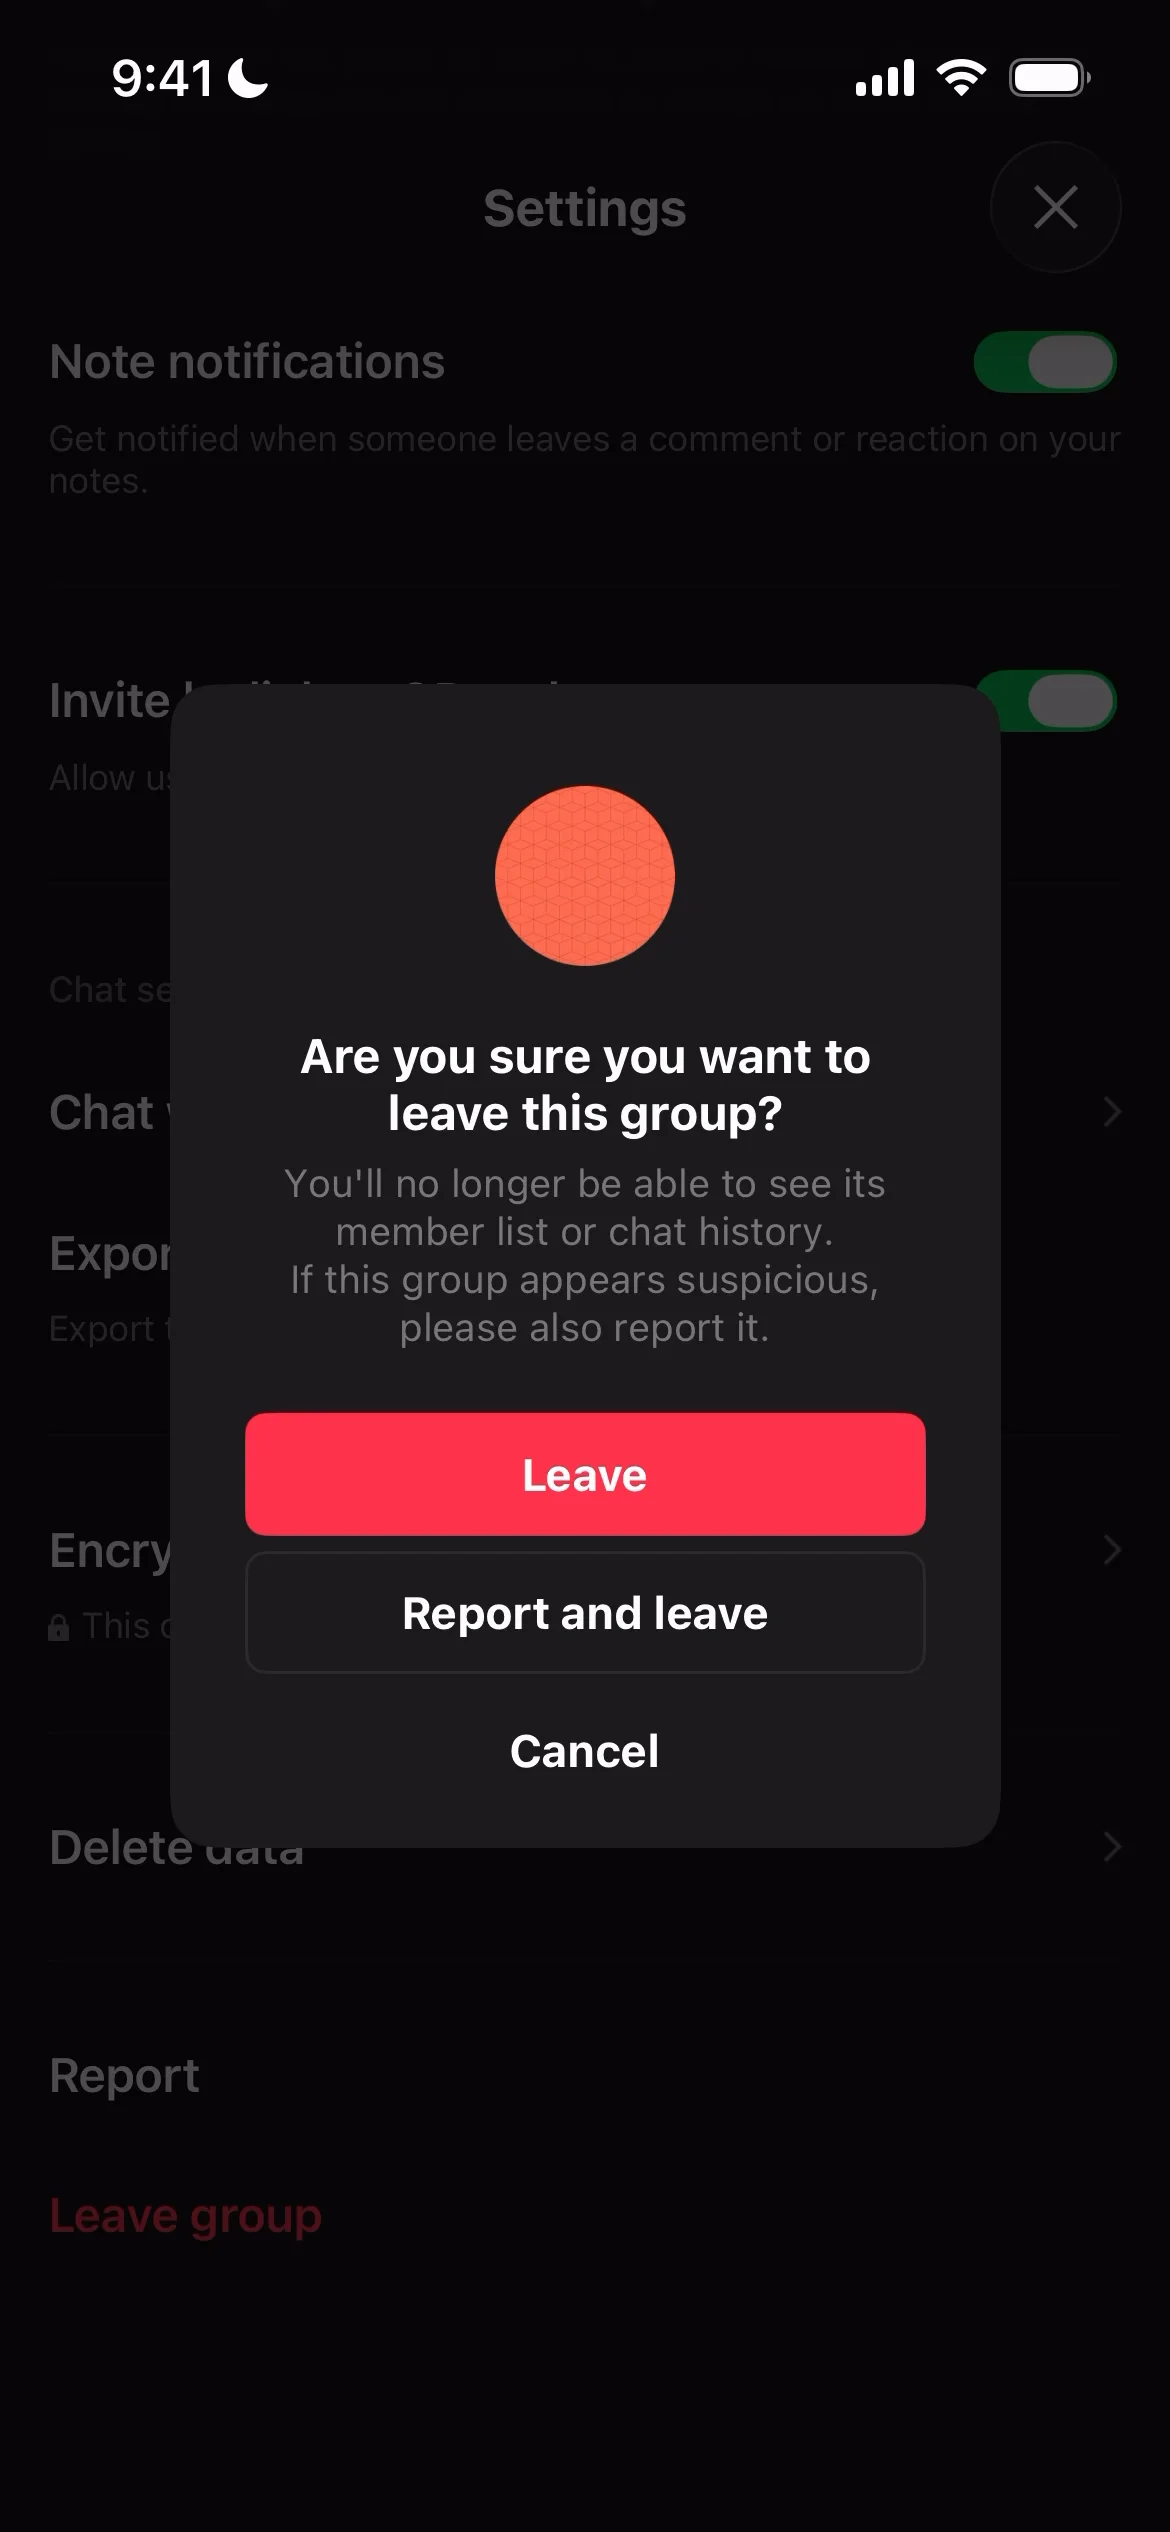 9:41
Settings
Note notifications
Get notified when someone leaves a comment or reaction on your
notes.
Invite
Allow
Chat
Chat
Export
Are you sure you want to
leave this group?
You'll no longer be able to see its
member list or chat history.
If this group appears suspicious,
please also report it.
Leave
Report and leave
Cancel
This
Delete data
Report
Leave group